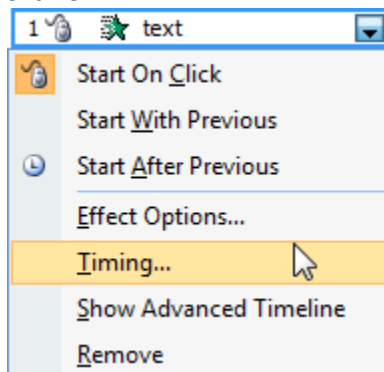 1 text
Start On Click
Start With Previous
Start After Previous
Effect Options...
Timing...
Show Advanced Timeline
Remove